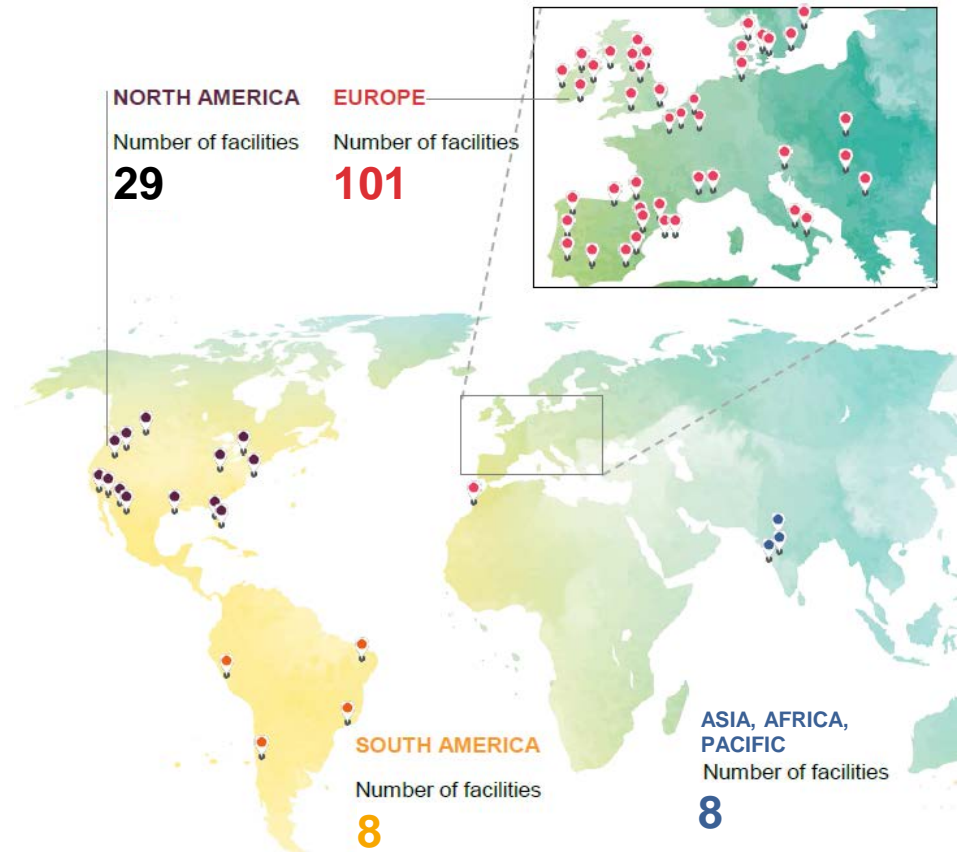 NORTH AMERICA
Number of facilities
29
EUROPE
Number of facilities
101
SOUTH AMERICA
Number of facilities
8
ASIA, AFRICA,
PACIFIC
Number of facilities
8